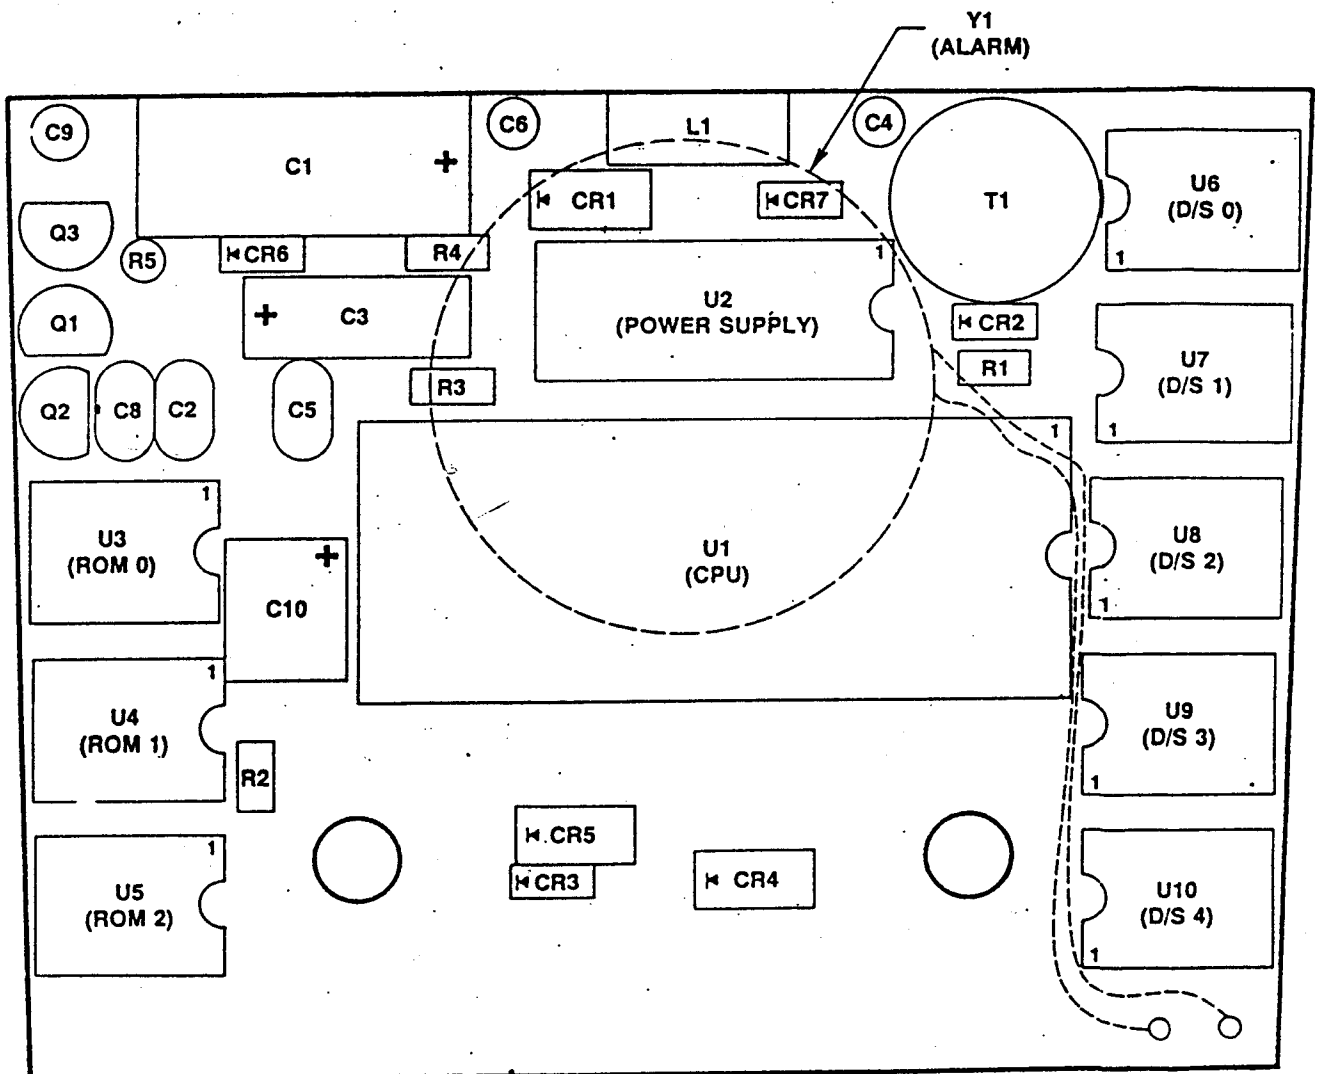 Y1
(ALARM)
C9
C1
+
C6
L1
C4
T1
U6
(D/S 0)
1
Q3
R5
CR6
R4
CR1
CR7
U2
(POWER SUPPLY)
1
Q1
+
C3
CR2
R1
U7
(D/S 1)
1
Q2
C8
C2
C5
R3
1
U1
(CPU)
U3
(ROM 0)
1
+
C10
U8
(D/S 2)
1
U4
(ROM 1)
1
R2
U9
(D/S 3)
1
CR5
CR3
CR4
U5
(ROM 2)
1
U10
(D/S 4)
1